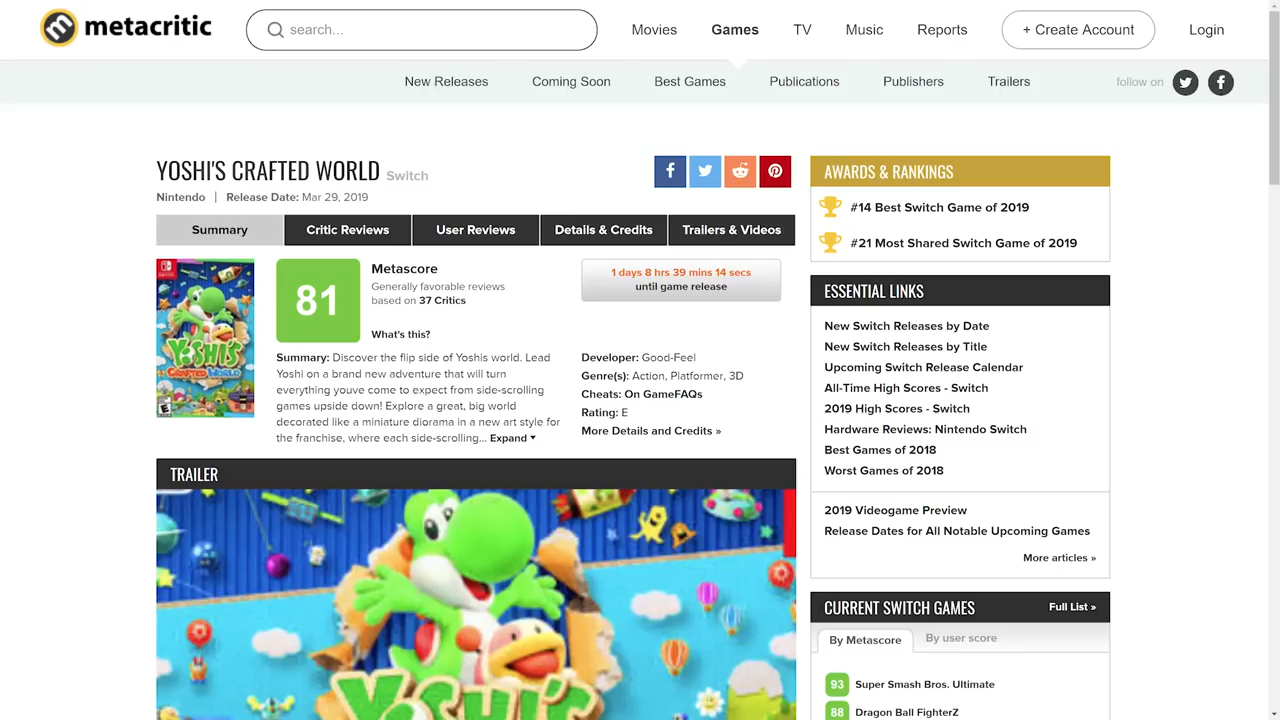 metacritic
search...
Movies
Games
TV
Music
Reports
+ Create Account
Login
New Releases
Coming Soon
Best Games
Publications
Publishers
Trailers
follow on
YOSHI'S CRAFTED WORLD Switch
Nintendo | Release Date: Mar 29, 2019
Summary
Critic Reviews
User Reviews
Details & Credits
Trailers & Videos
YOSHI'S
CRAFTED WORLD
81
Metascore
Generally favorable reviews
based on 37 Critics
What's this?
1 days 8 hrs 39 mins 14 secs
until game release
Summary: Discover the flip side of Yoshis world. Lead
Yoshi on a brand new adventure that will turn
everything youve come to expect from side-scrolling
games upside down! Explore a great, big world
decorated like a miniature diorama in a new art style for
the franchise, where each side-scrolling... Expand
Developer: Good-Feel
Genre(s): Action, Platformer, 3D
Cheats: On GameFAQs
Rating: E
More Details and Credits »
TRAILER
YOSHI'S
AWARDS & RANKINGS
#14 Best Switch Game of 2019
#21 Most Shared Switch Game of 2019
ESSENTIAL LINKS
New Switch Releases by Date
New Switch Releases by Title
Upcoming Switch Release Calendar
All-Time High Scores - Switch
2019 High Scores - Switch
Hardware Reviews: Nintendo Switch
Best Games of 2018
Worst Games of 2018
2019 Videogame Preview
Release Dates for All Notable Upcoming Games
More articles »
CURRENT SWITCH GAMES
Full List »
By Metascore
By user score
93 Super Smash Bros. Ultimate
88 Dragon Ball FighterZ